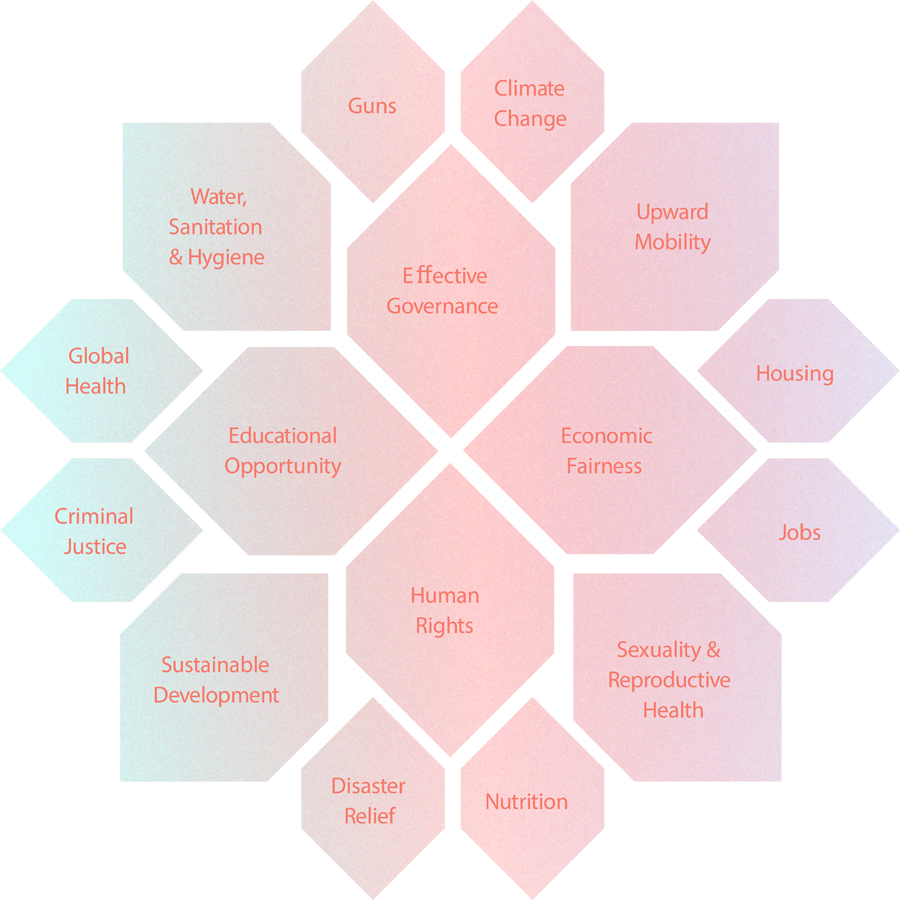 Guns
Climate
Change
Water,
Sanitation
& Hygiene
Upward
Mobility
Effective
Governance
Global
Health
Housing
Educational
Opportunity
Economic
Fairness
Criminal
Justice
Jobs
Human
Rights
Sustainable
Development
Sexuality &
Reproductive
Health
Disaster
Relief
Nutrition